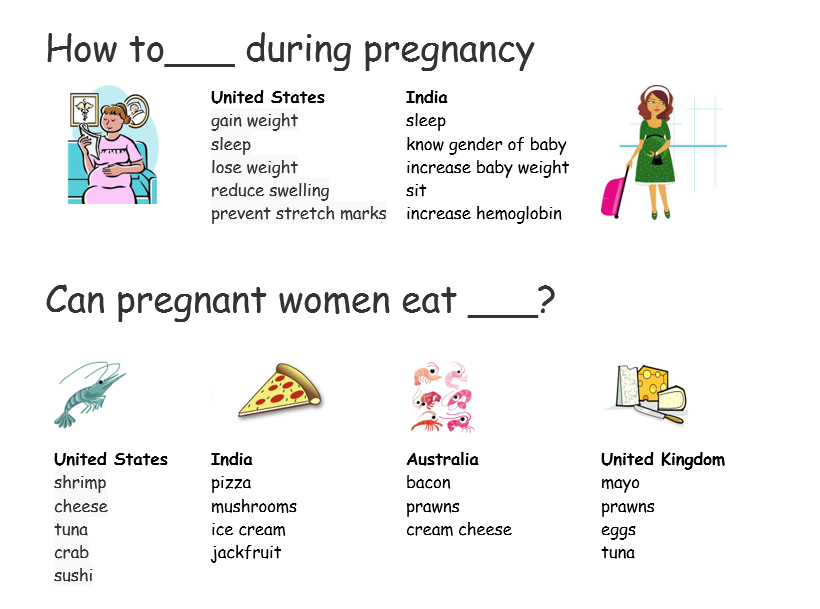 How to___ during pregnancy
United States
gain weight
sleep
lose weight
reduce swelling
prevent stretch marks
India
sleep
know gender of baby
increase baby weight
sit
increase hemoglobin
Can pregnant women eat ___?
United States
shrimp
cheese
tuna
crab
sushi
India
pizza
mushrooms
ice cream
jackfruit
Australia
bacon
prawns
cream cheese
United Kingdom
mayo
prawns
eggs
tuna